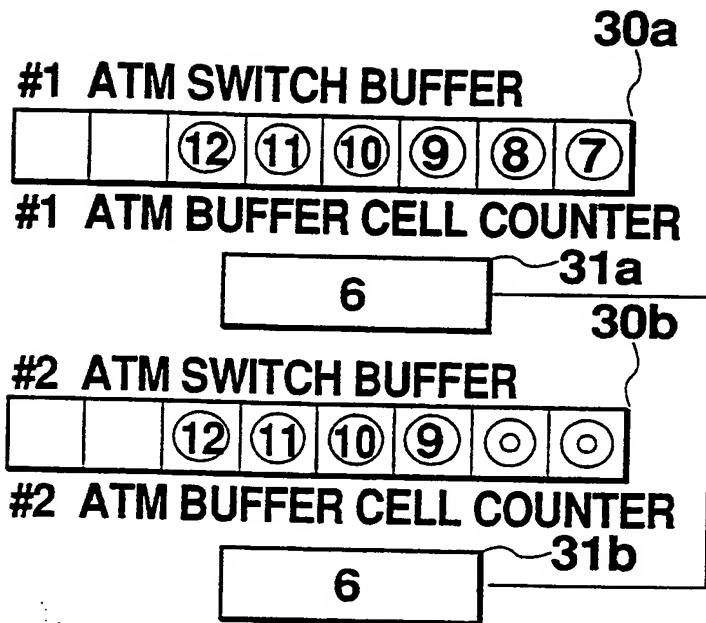 30a
#1 ATM SWITCH BUFFER
⑫ ⑪ ⑩ ⑨ ⑧ ⑦
#1 ATM BUFFER CELL COUNTER
31a
6
30b
#2 ATM SWITCH BUFFER
⑫ ⑪ ⑩ ⑨ ◎ ◎
#2 ATM BUFFER CELL COUNTER
31b
6